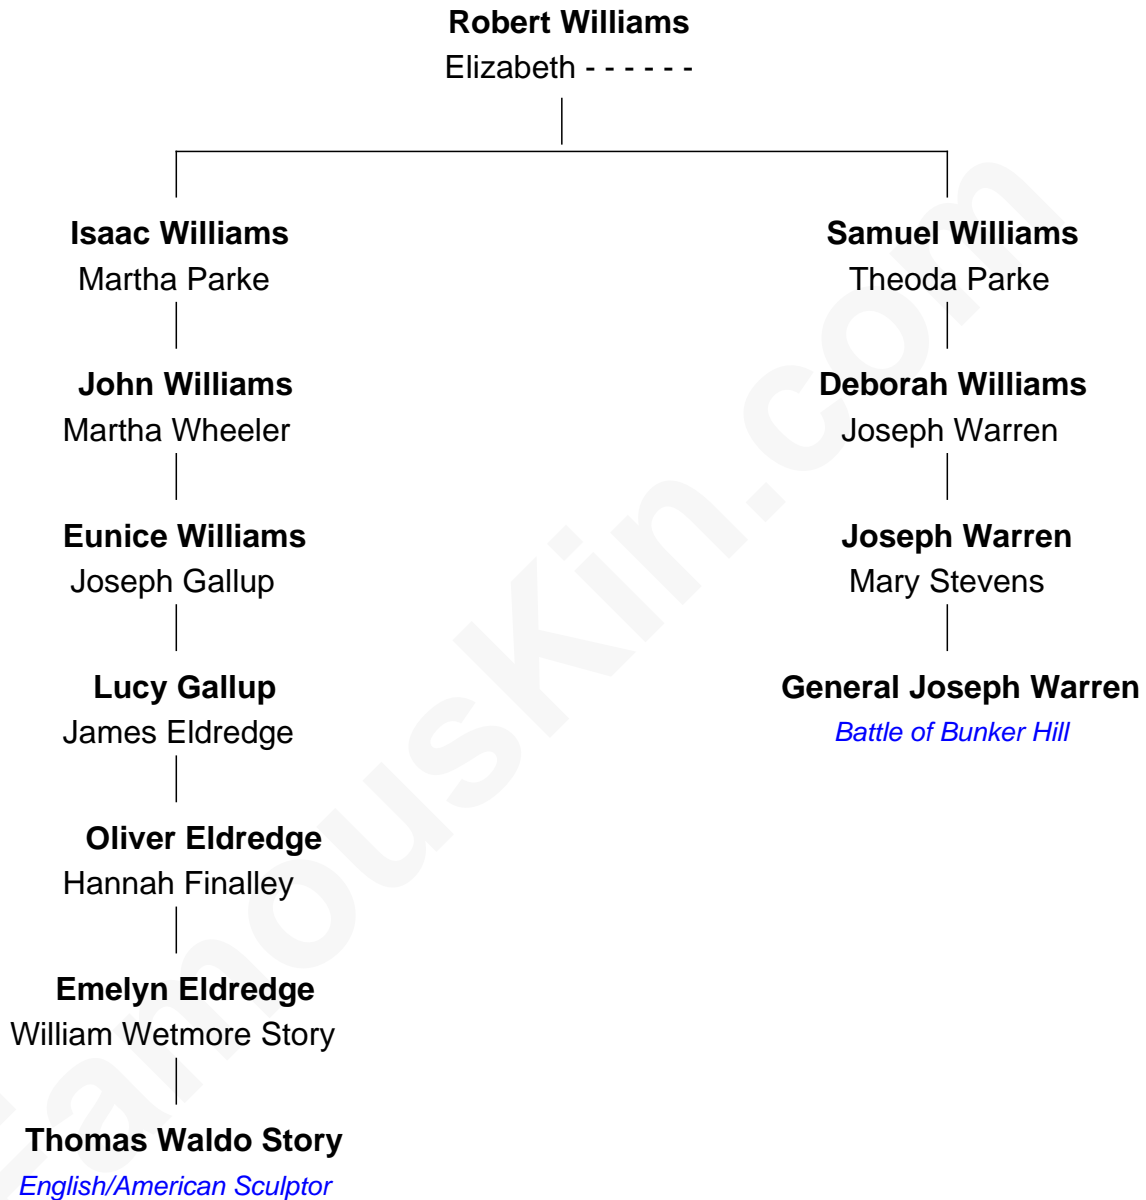 Robert Williams
Elizabeth - - - - - -
Isaac Williams
Martha Parke
John Williams
Martha Wheeler
Eunice Williams
Joseph Gallup
Lucy Gallup
James Eldredge
Oliver Eldredge
Hannah Finalley
Emelyn Eldredge
William Wetmore Story
Thomas Waldo Story
English/American Sculptor
Samuel Williams
Theoda Parke
Deborah Williams
Joseph Warren
Joseph Warren
Mary Stevens
General Joseph Warren
Battle of Bunker Hill
FamousKin.com